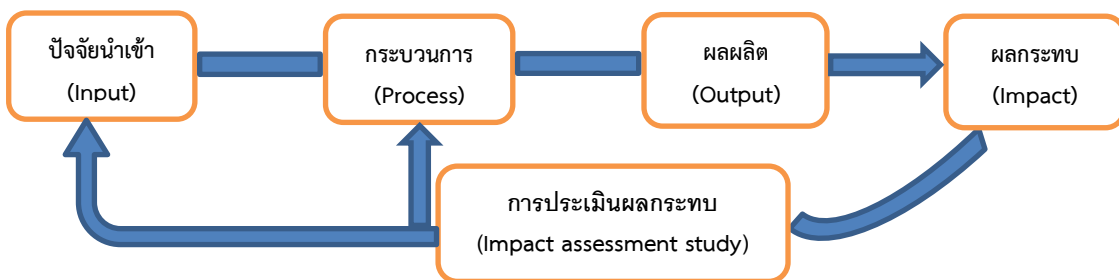 ปัจจัยนำเข้า
(Input)
กระบวนการ
(Process)
ผลผลิต
(Output)
ผลกระทบ
(Impact)
การประเมินผลกระทบ
(Impact assessment study)